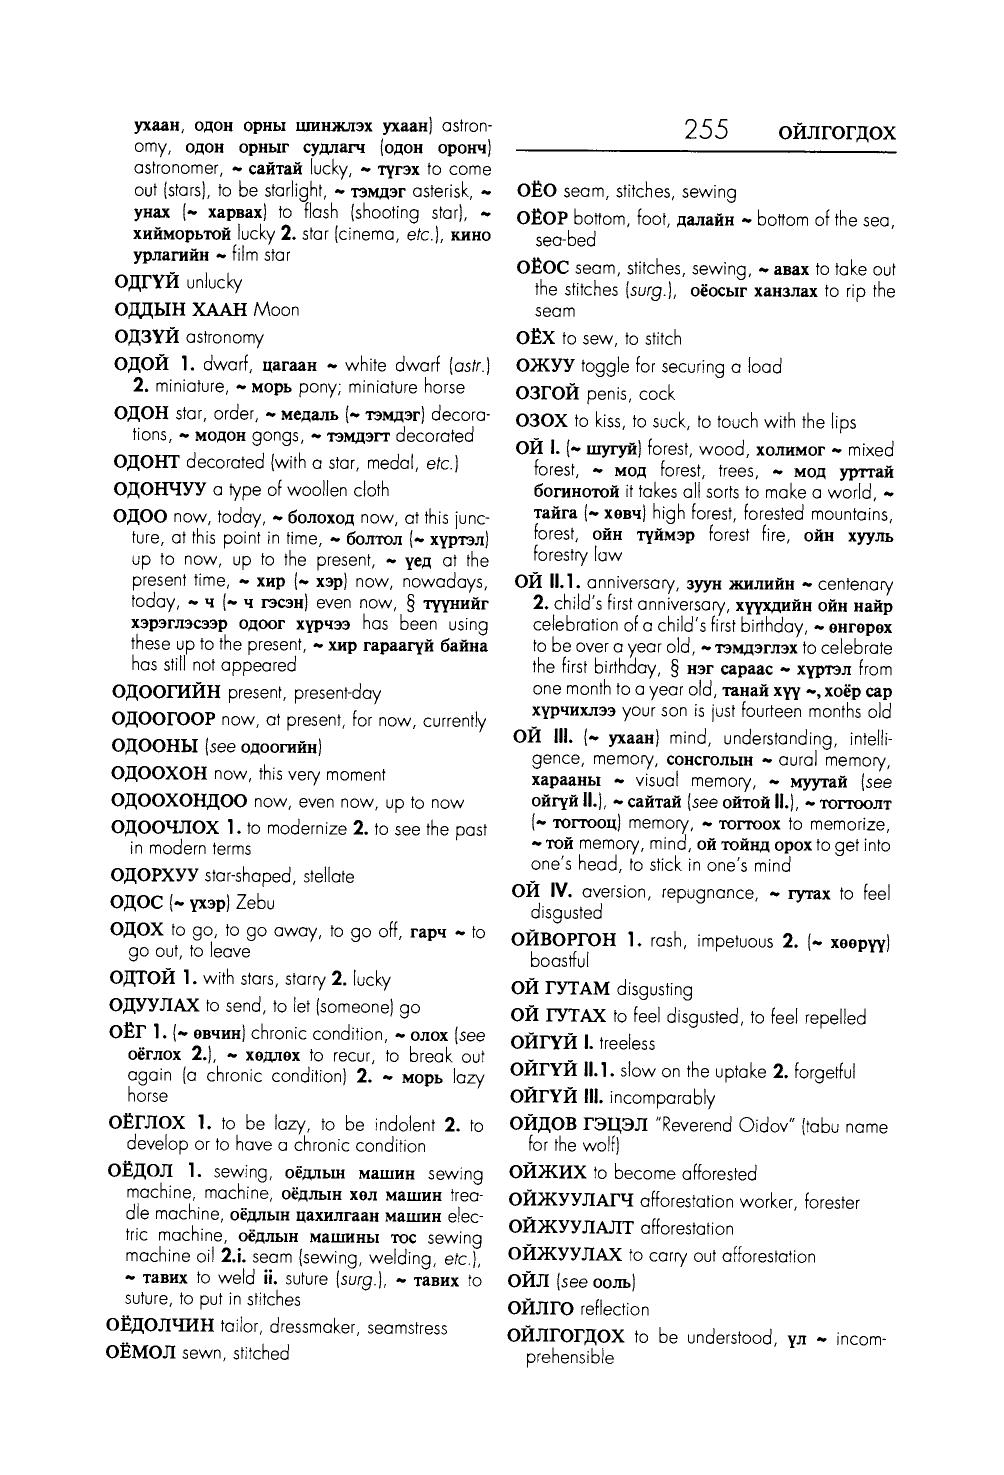 ухаан, одон орны шинжлэх ухаан) astron-
omy, одон орныг судлагч (одон оронч)
astronomer, ~ сайтай lucky, ~ түгэх to come
out (stars), to be starlight, ~ тэмдэг asterisk, ~
унах (~ харвах) to flash (shooting star), ~
хийморьтой lucky 2. star (cinema, etc.), кино
урлагийн ~ film star
ОДГҮЙ unlucky
ОДДЫН ХААН Moon
ОДЗҮЙ astronomy
ОДОЙ 1. dwarf, цагаан ~ white dwarf (astr.)
2. miniature, ~ морь pony; miniature horse
ОДОН star, order, ~ медаль (~ тэмдэг) decora-
tions, ~ модон gongs, ~ тэмдэгт decorated
ОДОНТ decorated (with a star, medal, etc.)
ОДОНЧУУ a type of woollen cloth
ОДОО now, today, ~ болоход now, at this junc-
ture, at this point in time, ~ болтол (~ хүртэл)
up to now, up to the present, ~ үед at the
present time, ~ хир (~ хэр) now, nowadays,
today, ~ ч (~ ч гэсэн) even now, § түүнийг
хэрэглэсээр одоог хүрчээ has been using
these up to the present, ~ хир гараагүй байна
has still not appeared
ОДООГИЙН present, present-day
ОДООГООР now, at present, for now, currently
ОДООНЫ (see одоогийн)
ОДООХОН now, this very moment
ОДООХОНДОО now, even now, up to now
ОДООЧЛОХ 1. to modernize 2. to see the past
in modern terms
ОДОРХУУ star-shaped, stellate
ОДОС (~ үхэр) Zebu
ОДОХ to go, to go away, to go off, гарч ~ to
go out, to leave
ОДТОЙ 1. with stars, starry 2. lucky
ОДУУЛАХ to send, to let (someone) go
ОЁГ 1. (~ өвчин) chronic condition, ~ олох (see
оёглох 2.), ~ хөдлөх to recur, to break out
again (a chronic condition) 2. ~ морь lazy
horse
ОЁГЛОХ 1. to be lazy, to be indolent 2. to
develop or to have a chronic condition
ОЁДОЛ 1. sewing, оёдлын машин sewing
machine, machine, оёдлын хөл машин trea-
dle machine, оёдлын цахилгаан машин elec-
tric machine, оёдлын машины тос sewing
machine oil 2.i. seam (sewing, welding, etc.),
~ тавих to weld ii. suture (surg.), ~ тавих to
suture, to put in stitches
ОЁДОЛЧИН tailor, dressmaker, seamstress
ОЁМОЛ sewn, stitched
255 ОЙЛГОГДОХ
ОЁО seam, stitches, sewing
ОЁОР bottom, foot, далайн ~ bottom of the sea,
sea-bed
ОЁОС seam, stitches, sewing, ~ авах to take out
the stitches (surg.), оёосыг ханзлах to rip the
seam
ОЁХ to sew, to stitch
ОЖУУ toggle for securing a load
ОЗГОЙ penis, cock
ОЗОХ to kiss, to suck, to touch with the lips
ОЙ I. (~ шугуй) forest, wood, холимог ~ mixed
forest, ~ мод forest, trees, ~ мод урттай
богинотой it takes all sorts to make a world, ~
тайга (~ хөвч) high forest, forested mountains,
forest, ойн түймэр forest fire, ойн хууль
forestry law
ОЙ II.1. anniversary, зуун жилийн ~ centenary
2. child's first anniversary, хүүхдийн ойн найр
celebration of a child's first birthday, ~ өнгөрөх
to be over a year old, ~ тэмдэглэх to celebrate
the first birthday, § нэг сараас ~ хүртэл from
one month to a year old, танай хүү ~, хоёр сар
хүрчихлээ your son is just fourteen months old
ОЙ III. (~ ухаан) mind, understanding, intelli-
gence, memory, сонсголын ~ aural memory,
харааны ~ visual memory, ~ муутай (see
ойгүй II.), ~ сайтай (see ойтой II.), ~ тогтоолт
(~ тогтооц) memory, ~ тогтоох to memorize,
~ той memory, mind, ой тойнд орох to get into
one's head, to stick in one's mind
ОЙ IV. aversion, repugnance, ~ гутах to feel
disgusted
ОЙВОРГОН 1. rash, impetuous 2. (~ хөөрүү)
boastful
ОЙ ГУТАМ disgusting
ОЙ ГУТАХ to feel disgusted, to feel repelled
ОЙГҮЙ I. treeless
ОЙГҮЙ II.1. slow on the uptake 2. forgetful
ОЙГҮЙ III. incomparably
ОЙДОВ ГЭЦЭЛ "Reverend Oidov" (tabu name
for the wolf)
ОЙЖИХ to become afforested
ОЙЖУУЛАГЧ afforestation worker, forester
ОЙЖУУЛАЛТ afforestation
ОЙЖУУЛАХ to carry out afforestation
ОЙЛ (see ооль)
ОЙЛГО reflection
ОЙЛГОГДОХ to be understood, үл ~ incom-
prehensible